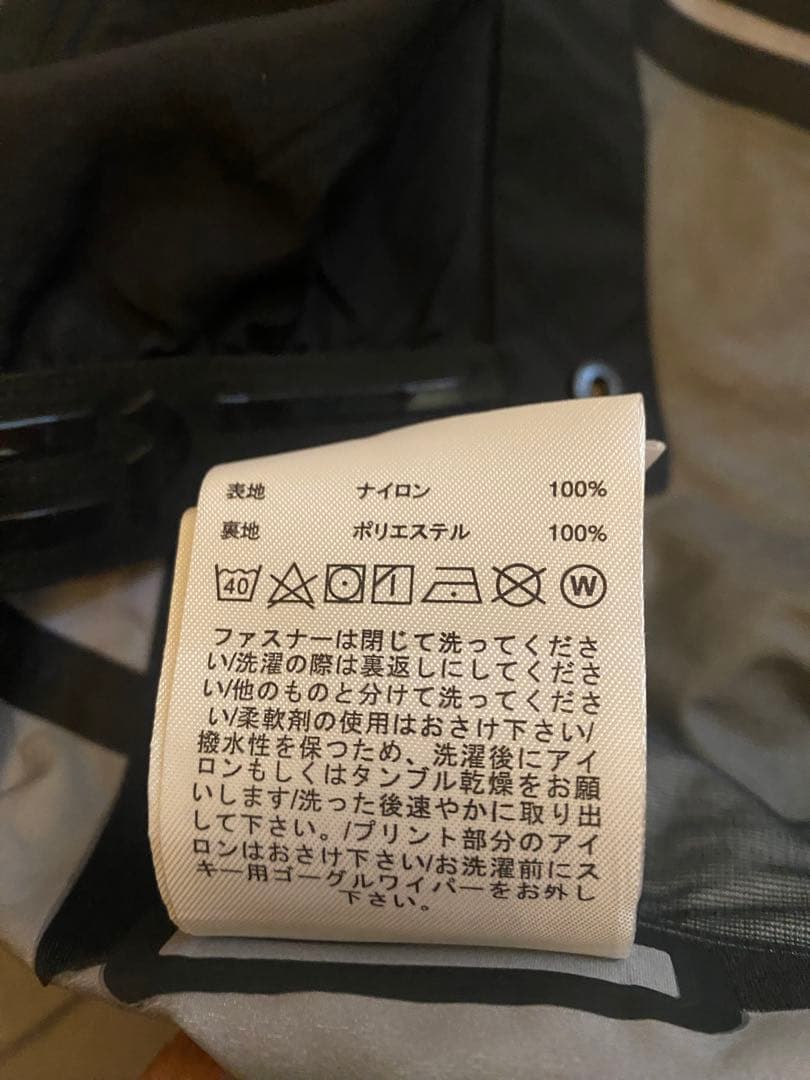 表地 ナイロン 100%
裏地 ポリエステル 100%
40 W
ファスナーは閉じて洗ってくださ
い/洗濯の際は裏返しにしてくださ
い/他のものと分けて洗ってくださ
い/柔軟剤の使用はおさけ下さい/
撥水性を保つため、洗濯後にアイ
ロンもしくはタンブル乾燥をお願
いします/洗った後速やかに取り出
して下さい。/プリント部分のアイ
ロンはおさけ下さい/お洗濯前にス
キー用ゴーグルワイパーをお外し
下さい。